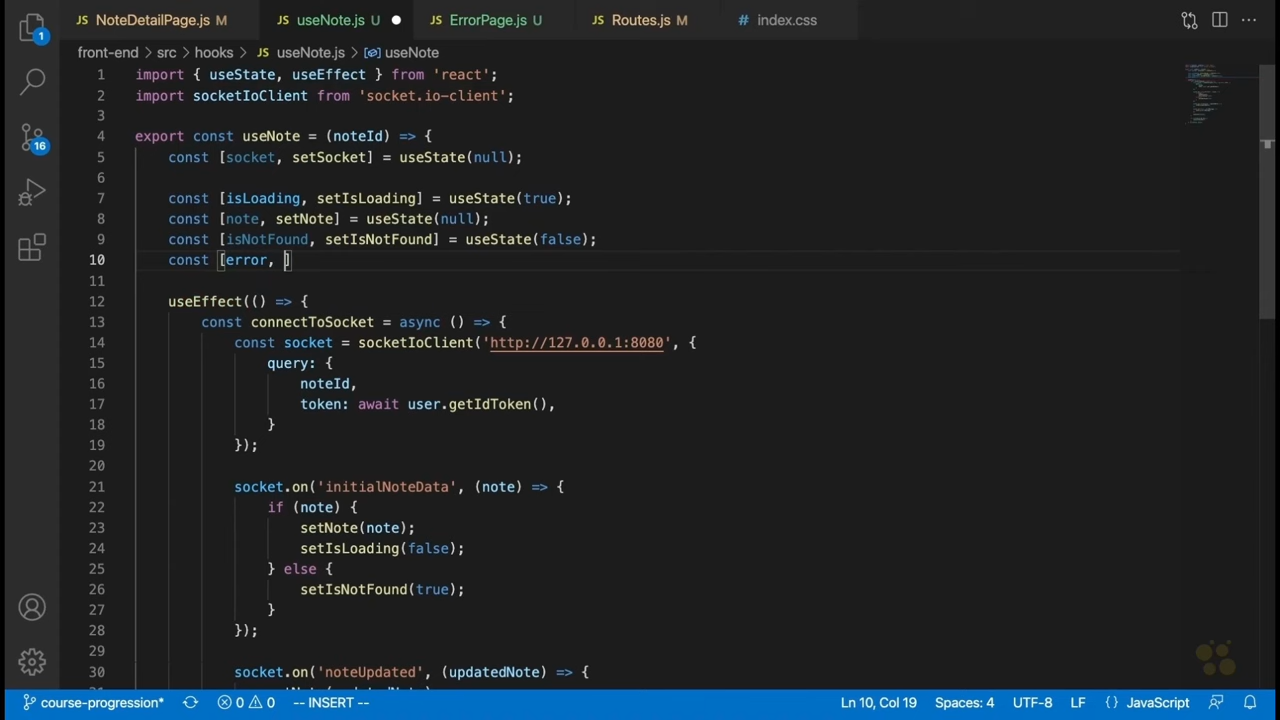 NoteDetailPage.js M
useNote.js U
ErrorPage.js U
Routes.js M
index.css
front-end > src > hooks > JS useNote.js > useNote
1 import { useState, useEffect } from 'react';
2 import socketIoClient from 'socket.io-client';
3
4 export const useNote = (noteId) => {
5 const [socket, setSocket] = useState(null);
6
7 const [isLoading, setIsLoading] = useState(true);
8 const [note, setNote] = useState(null);
9 const [isNotFound, setIsNotFound] = useState(false);
10 const [error, ]
11
12 useEffect(() => {
13 const connectToSocket = async () => {
14 const socket = socketIoClient('http://127.0.0.1:8080', {
15 query: {
16 noteId,
17 token: await user.getIdToken(),
18 }
19 });
20
21 socket.on('initialNoteData', (note) => {
22 if (note) {
23 setNote(note);
24 setIsLoading(false);
25 } else {
26 setIsNotFound(true);
27 }
28 });
29
30 socket.on('noteUpdated', (updatedNote) => {
1
16
course-progression* 0 0 -- INSERT -- Ln 10, Col 19 Spaces: 4 UTF-8 LF {} JavaScript